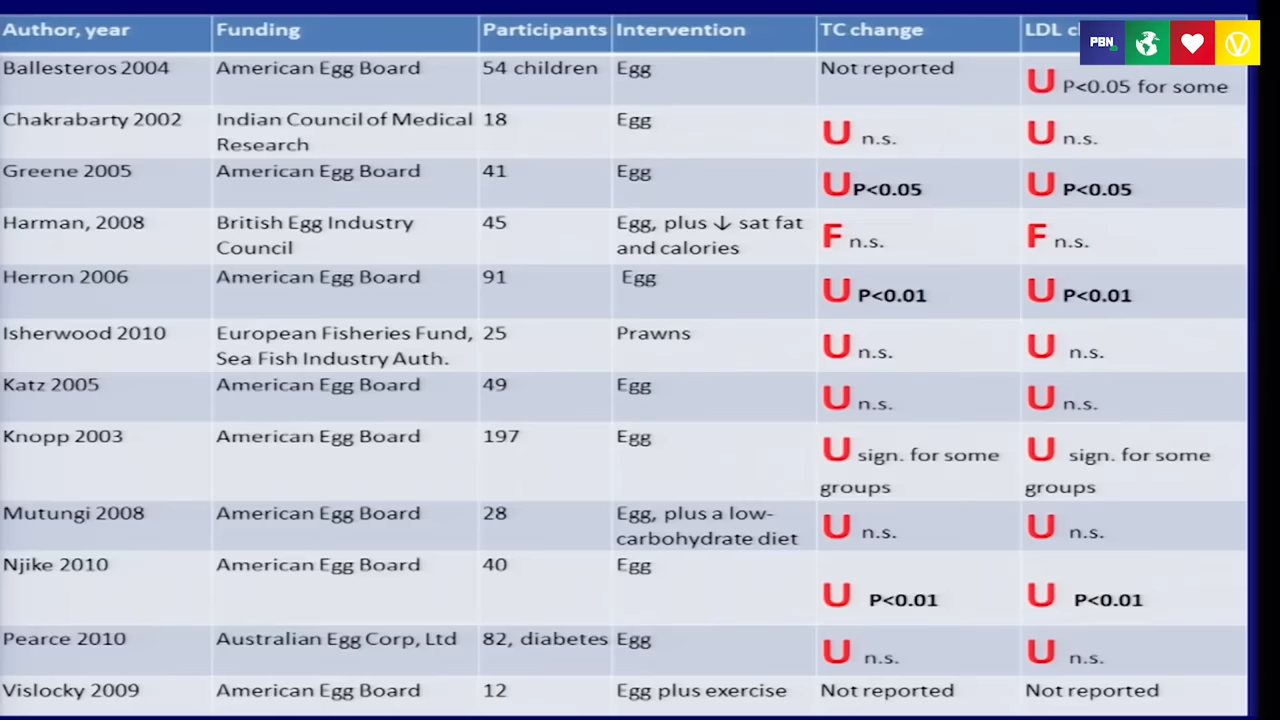 Author, year Funding Participants Intervention TC change LDL
PBN
Ballesteros 2004 American Egg Board 54 children Egg Not reported U P<0.05 for some
Chakrabarty 2002 Indian Council of Medical 18 Egg U n.s. U n.s.
Research
Greene 2005 American Egg Board 41 Egg U P<0.05 U P<0.05
Harman, 2008 British Egg Industry 45 Egg, plus ↓ sat fat F n.s. F n.s.
Council and calories
Herron 2006 American Egg Board 91 Egg U P<0.01 U P<0.01
Isherwood 2010 European Fisheries Fund, 25 Prawns U n.s. U n.s.
Sea Fish Industry Auth.
Katz 2005 American Egg Board 49 Egg U n.s. U n.s.
Knopp 2003 American Egg Board 197 Egg U sign. for some U sign. for some
groups groups
Mutungi 2008 American Egg Board 28 Egg, plus a low- U n.s. U n.s.
carbohydrate diet
Njike 2010 American Egg Board 40 Egg U P<0.01 U P<0.01
Pearce 2010 Australian Egg Corp, Ltd 82, diabetes Egg U n.s. U n.s.
Vislocky 2009 American Egg Board 12 Egg plus exercise Not reported Not reported